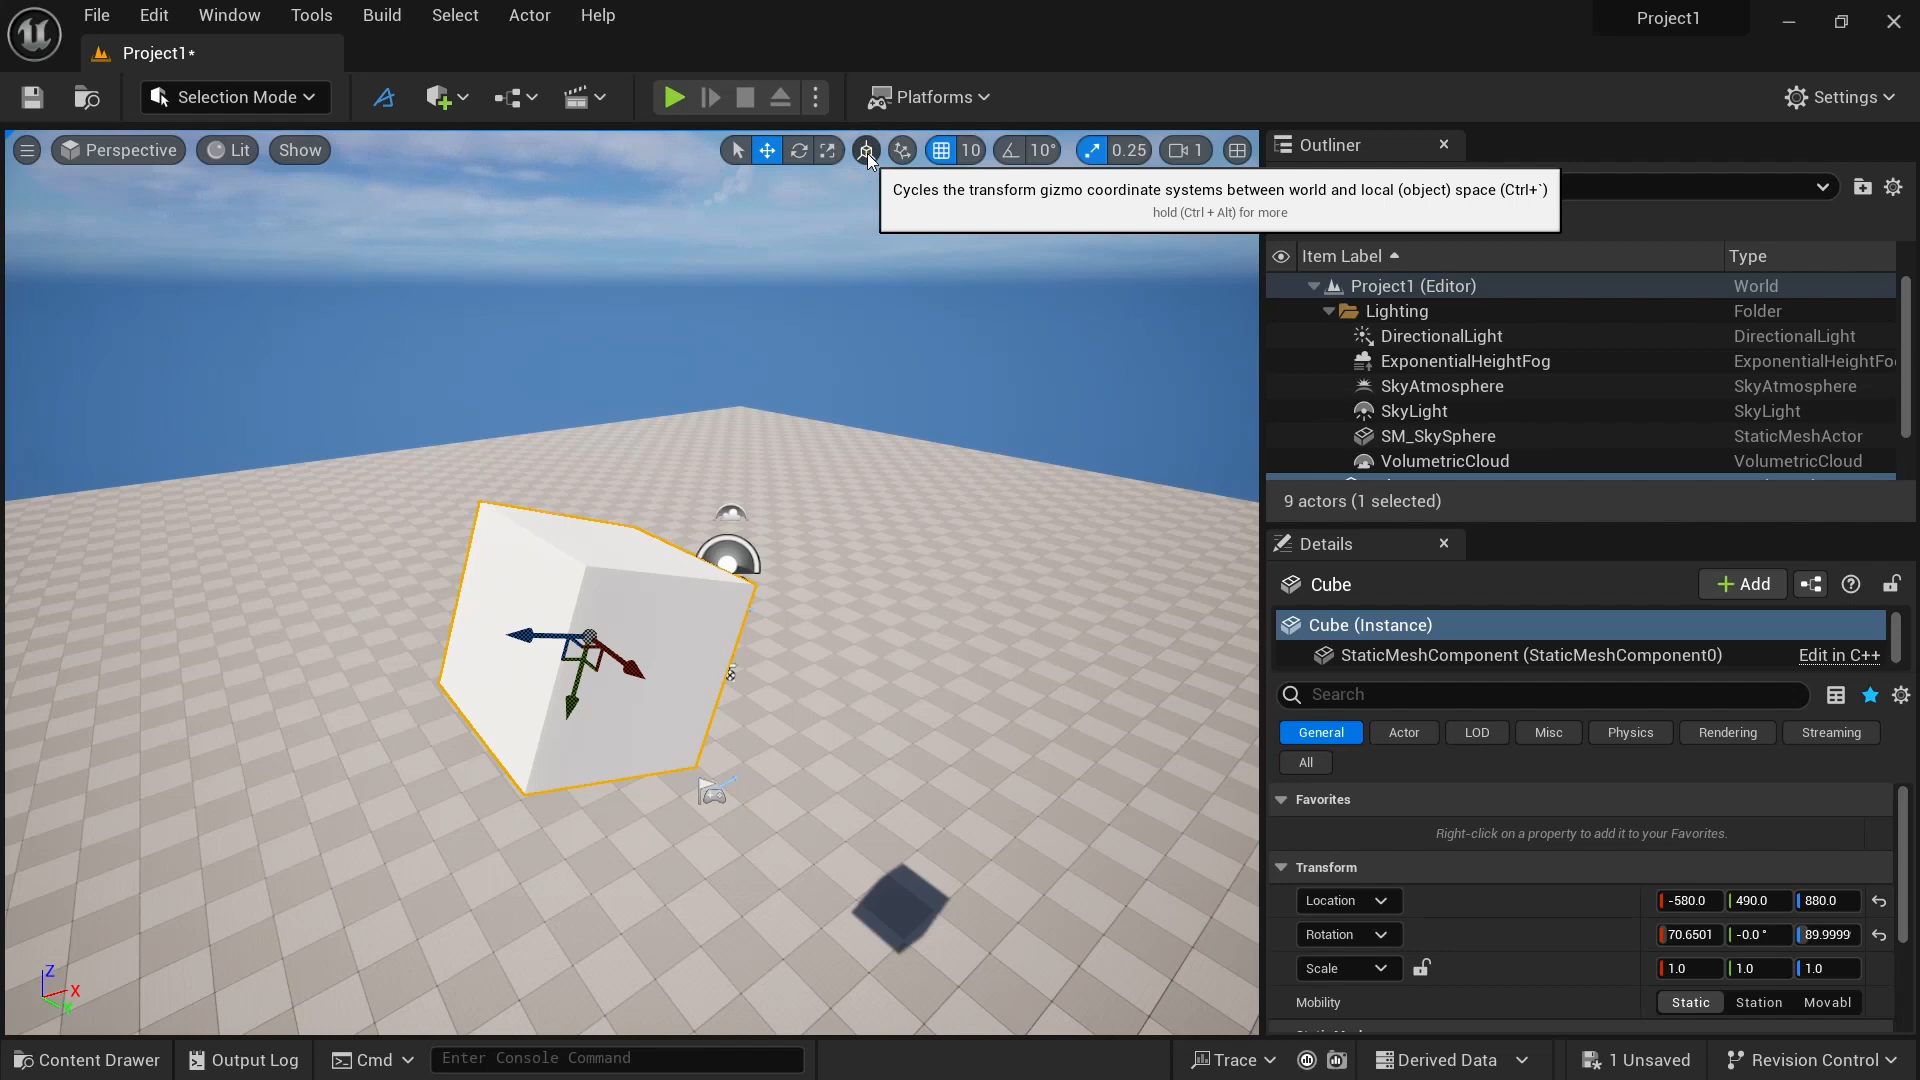 File Edit Window Tools Build Select Actor Help
Project1
Project1*
Selection Mode
Platforms
Settings
Perspective Lit Show
10 10° 0.25 1
Cycles the transform gizmo coordinate systems between world and local (object) space (Ctrl+`)
hold (Ctrl + Alt) for more
Z
X
Y
Outliner
Item Label Type
Project1 (Editor) World
Lighting Folder
DirectionalLight DirectionalLight
ExponentialHeightFog ExponentialHeightFo
SkyAtmosphere SkyAtmosphere
SkyLight SkyLight
SM_SkySphere StaticMeshActor
VolumetricCloud VolumetricCloud
9 actors (1 selected)
Details
Cube
Add
Cube (Instance)
StaticMeshComponent (StaticMeshComponent0) Edit in C++
Search
General Actor LOD Misc Physics Rendering Streaming
All
Favorites
Right-click on a property to add it to your Favorites.
Transform
Location -580.0 490.0 880.0
Rotation 70.6501 -0.0 ° 89.9999
Scale 1.0 1.0 1.0
Mobility Static Station Movabl
Content Drawer Output Log Cmd Enter Console Command Trace Derived Data 1 Unsaved Revision Control